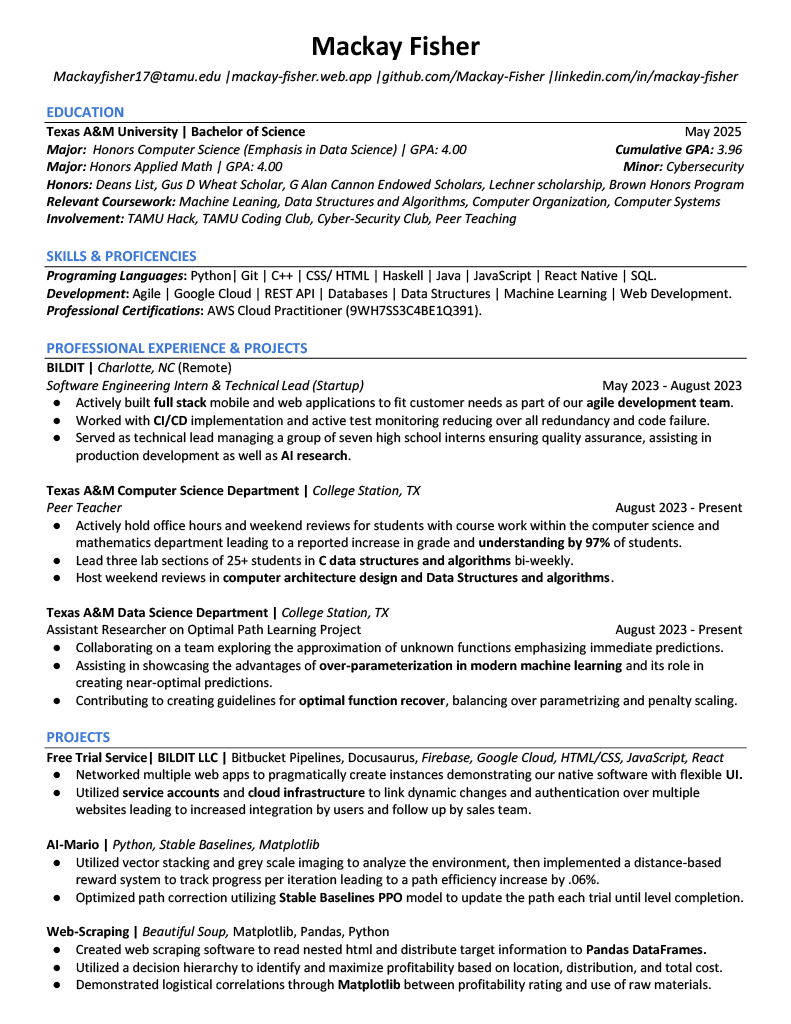 Mackay Fisher
Mackayfisher17@tamu.edu |mackay-fisher.web.app |github.com/Mackay-Fisher |linkedin.com/in/mackay-fisher
EDUCATION
Texas A&M University | Bachelor of Science May 2025
Major: Honors Computer Science (Emphasis in Data Science) | GPA: 4.00 Cumulative GPA: 3.96
Major: Honors Applied Math | GPA: 4.00 Minor: Cybersecurity
Honors: Deans List, Gus D Wheat Scholar, G Alan Cannon Endowed Scholars, Lechner scholarship, Brown Honors Program
Relevant Coursework: Machine Leaning, Data Structures and Algorithms, Computer Organization, Computer Systems
Involvement: TAMU Hack, TAMU Coding Club, Cyber-Security Club, Peer Teaching
SKILLS & PROFICENCIES
Programing Languages: Python| Git | C++ | CSS/ HTML | Haskell | Java | JavaScript | React Native | SQL.
Development: Agile | Google Cloud | REST API | Databases | Data Structures | Machine Learning | Web Development.
Professional Certifications: AWS Cloud Practitioner (9WH7SS3C4BE1Q391).
PROFESSIONAL EXPERIENCE & PROJECTS
BILDIT | Charlotte, NC (Remote)
Software Engineering Intern & Technical Lead (Startup) May 2023 - August 2023
● Actively built full stack mobile and web applications to fit customer needs as part of our agile development team.
● Worked with CI/CD implementation and active test monitoring reducing over all redundancy and code failure.
● Served as technical lead managing a group of seven high school interns ensuring quality assurance, assisting in
production development as well as AI research.
Texas A&M Computer Science Department | College Station, TX
Peer Teacher August 2023 - Present
● Actively hold office hours and weekend reviews for students with course work within the computer science and
mathematics department leading to a reported increase in grade and understanding by 97% of students.
● Lead three lab sections of 25+ students in C data structures and algorithms bi-weekly.
● Host weekend reviews in computer architecture design and Data Structures and algorithms.
Texas A&M Data Science Department | College Station, TX
Assistant Researcher on Optimal Path Learning Project August 2023 - Present
● Collaborating on a team exploring the approximation of unknown functions emphasizing immediate predictions.
● Assisting in showcasing the advantages of over-parameterization in modern machine learning and its role in
creating near-optimal predictions.
● Contributing to creating guidelines for optimal function recover, balancing over parametrizing and penalty scaling.
PROJECTS
Free Trial Service| BILDIT LLC | Bitbucket Pipelines, Docusaurus, Firebase, Google Cloud, HTML/CSS, JavaScript, React
● Networked multiple web apps to pragmatically create instances demonstrating our native software with flexible UI.
● Utilized service accounts and cloud infrastructure to link dynamic changes and authentication over multiple
websites leading to increased integration by users and follow up by sales team.
AI-Mario | Python, Stable Baselines, Matplotlib
● Utilized vector stacking and grey scale imaging to analyze the environment, then implemented a distance-based
reward system to track progress per iteration leading to a path efficiency increase by .06%.
● Optimized path correction utilizing Stable Baselines PPO model to update the path each trial until level completion.
Web-Scraping | Beautiful Soup, Matplotlib, Pandas, Python
● Created web scraping software to read nested html and distribute target information to Pandas DataFrames.
● Utilized a decision hierarchy to identify and maximize profitability based on location, distribution, and total cost.
● Demonstrated logistical correlations through Matplotlib between profitability rating and use of raw materials.